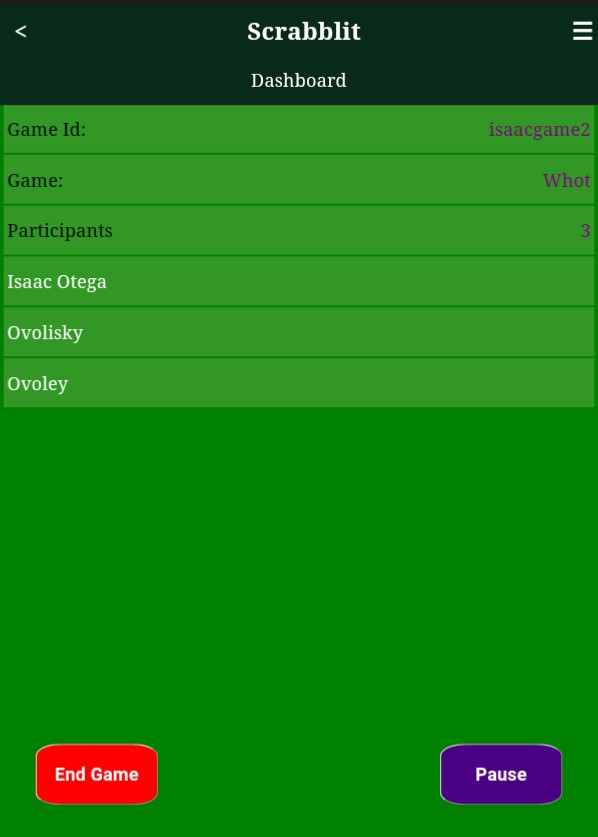 < Scrabblit ☰
Dashboard
Game Id: isaacgame2
Game: Whot
Participants 3
Isaac Otega
Ovolisky
Ovoley
End Game Pause